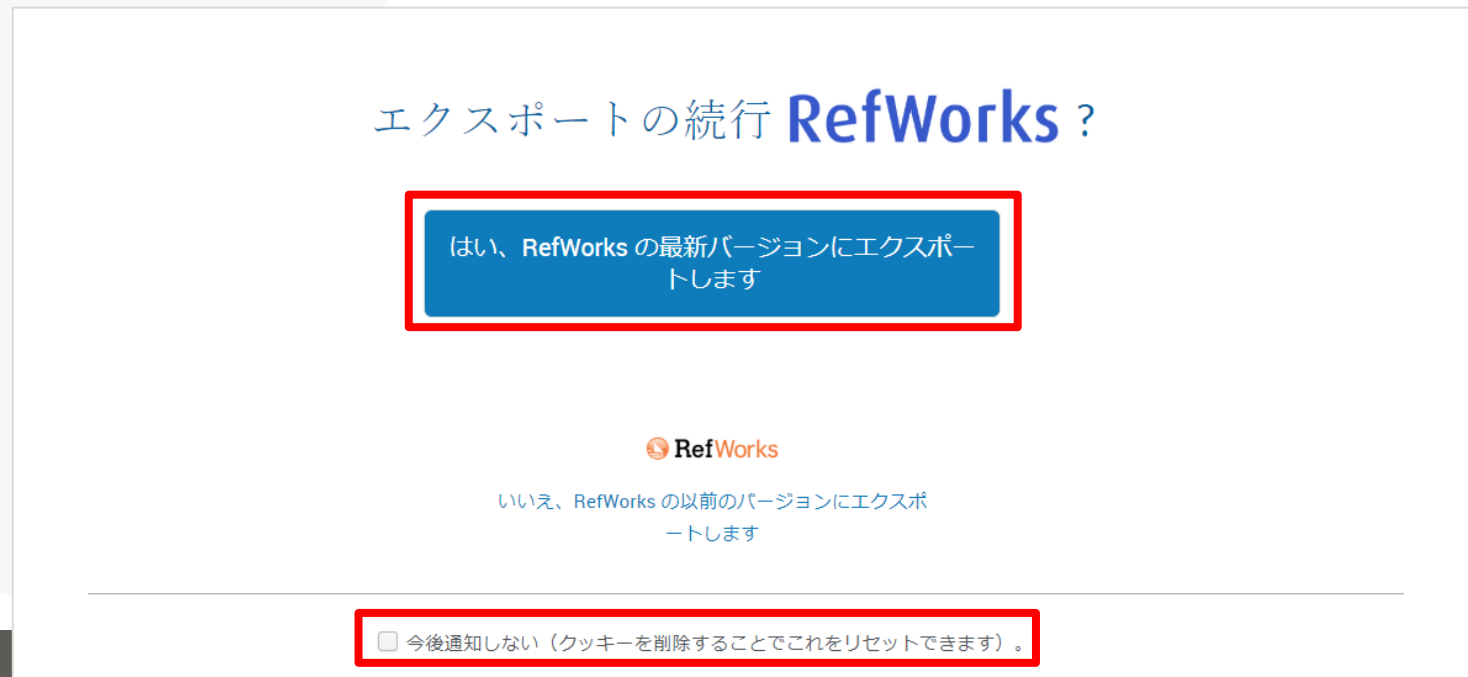 エクスポートの続行 RefWorks ?
はい、RefWorks の最新バージョンにエクスポー
トします
RefWorks
いいえ、RefWorks の以前のバージョンにエクスポ
ートします
今後通知しない（クッキーを削除することでこれをリセットできます）。